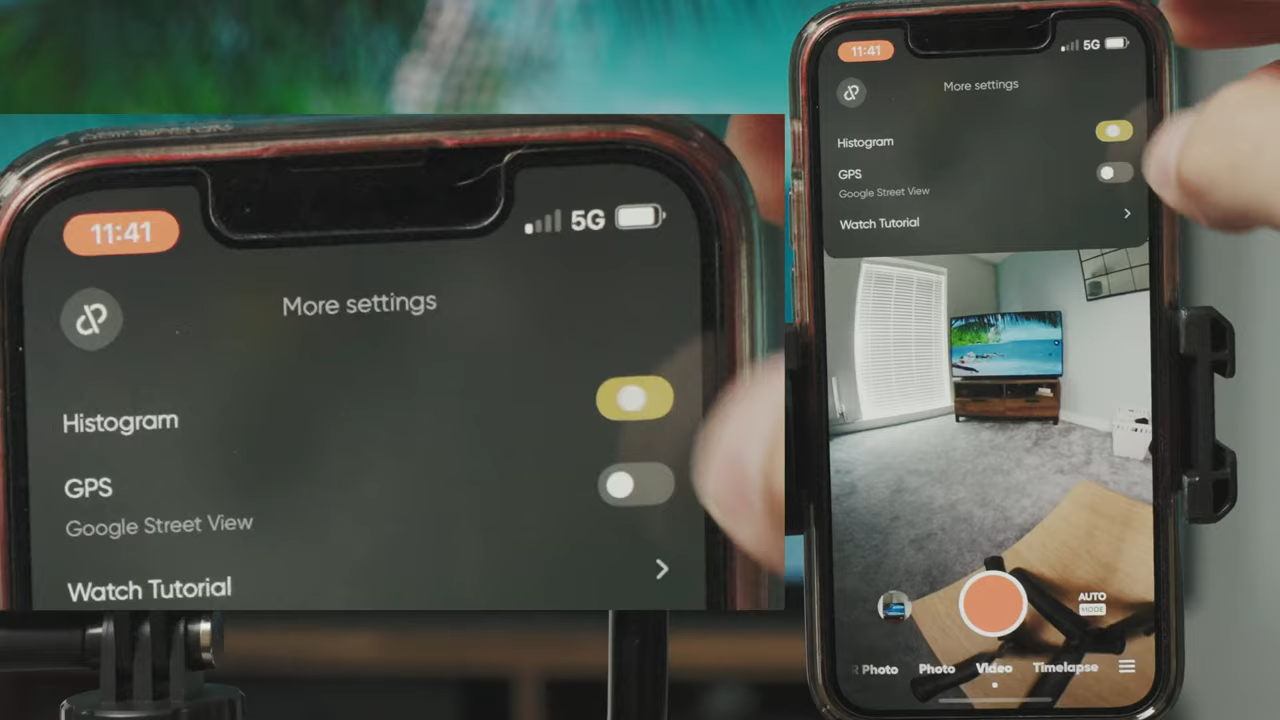 11:41
5G
More settings
Histogram
GPS
Google Street View
Watch Tutorial
11:41
5G
More settings
Histogram
GPS
Google Street View
Watch Tutorial
AUTO
MODE
R Photo
Photo
Video
Timelapse